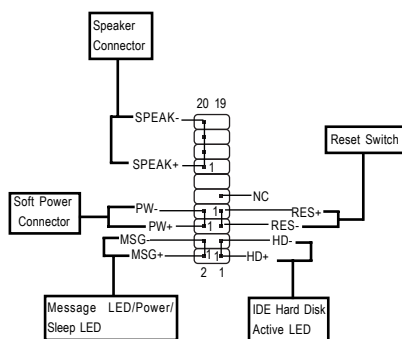 Speaker
Connector
20 19
SPEAK-
Reset Switch
SPEAK+
1
NC
Soft Power
Connector
PW-
RES+
PW+
1 1
RES-
MSG-
HD-
MSG+
1 1
HD+
2 1
Message LED/Power/
Sleep LED
IDE Hard Disk
Active LED